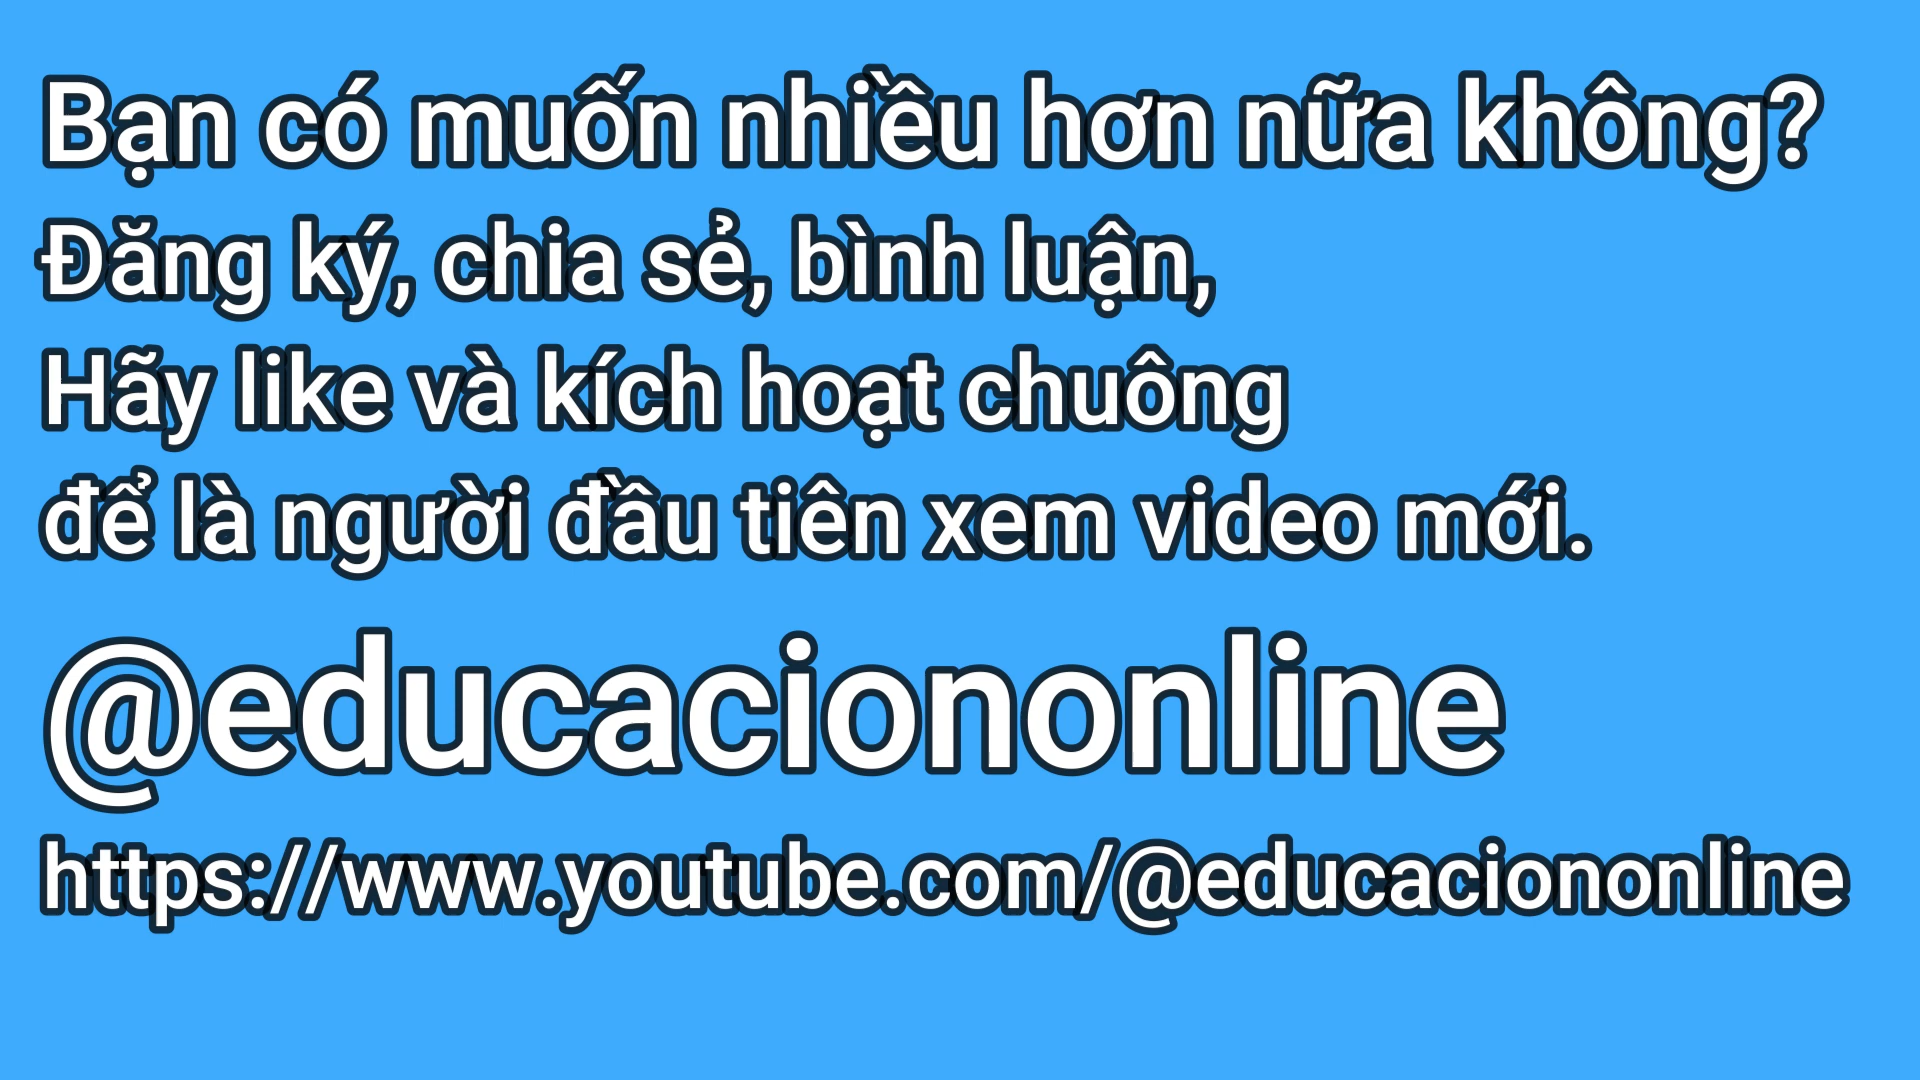 Bạn có muốn nhiều hơn nữa không?
Đăng ký, chia sẻ, bình luận,
Hãy like và kích hoạt chuông
để là người đầu tiên xem video mới.
@educaciononline
https://www.youtube.com/@educaciononline